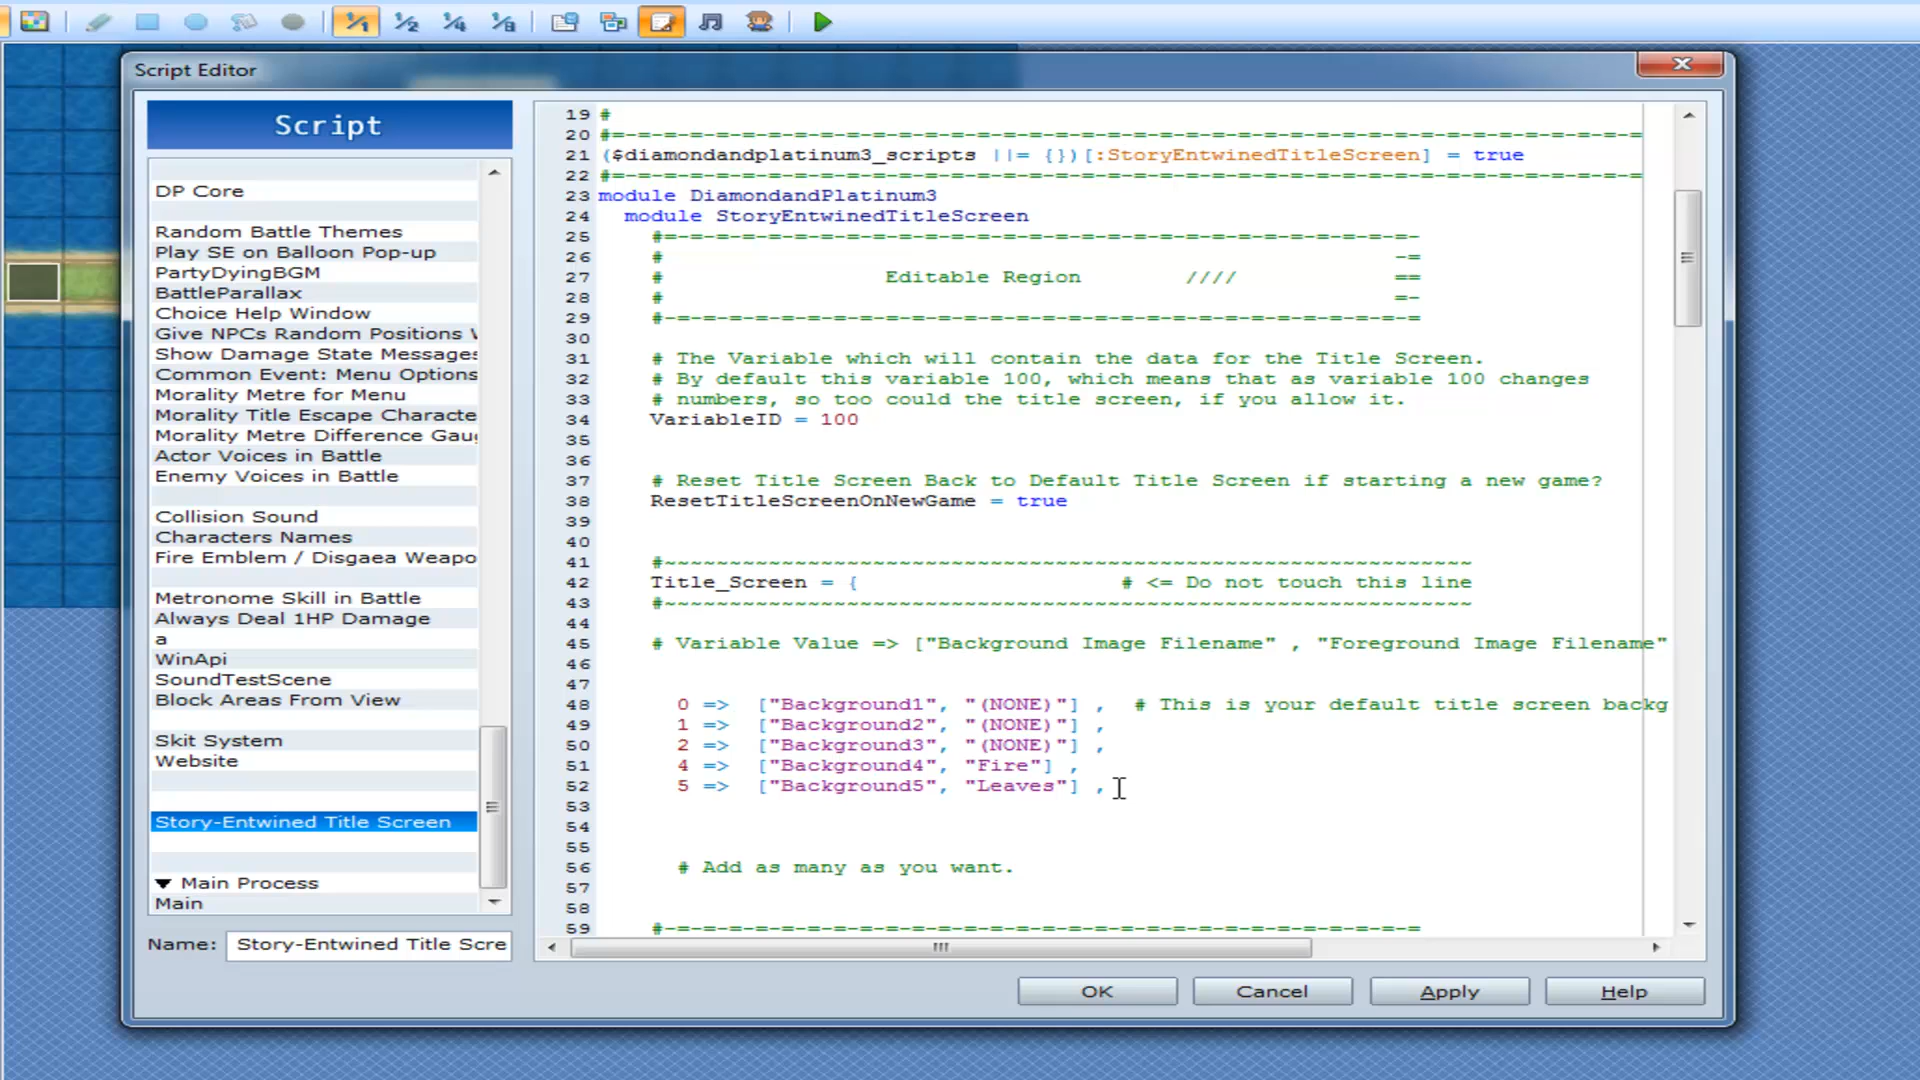 1/1 1/2 1/4 1/8
Script Editor
Script
DP Core
Random Battle Themes
Play SE on Balloon Pop-up
PartyDyingBGM
BattleParallax
Choice Help Window
Give NPCs Random Positions
Show Damage State Messages
Common Event: Menu Options
Morality Metre for Menu
Morality Title Escape Characte
Morality Metre Difference Gau
Actor Voices in Battle
Enemy Voices in Battle
Collision Sound
Characters Names
Fire Emblem / Disgaea Weapo
Metronome Skill in Battle
Always Deal 1HP Damage
a
WinApi
SoundTestScene
Block Areas From View
Skit System
Website
Story-Entwined Title Screen
▼ Main Process
Main
Name: Story-Entwined Title Scre
19 #
20 #=-=-=-=-=-=-=-=-=-=-=-=-=-=-=-=-=-=-=-=-=-=-=-=-=-=-=-=-=-=-=-=-=-=-=-=-=-=-=-=
21 ($diamondandplatinum3_scripts ||= {})[:StoryEntwinedTitleScreen] = true
22 #=-=-=-=-=-=-=-=-=-=-=-=-=-=-=-=-=-=-=-=-=-=-=-=-=-=-=-=-=-=-=-=-=-=-=-=-=-=-=-=
23 module DiamondandPlatinum3
24 module StoryEntwinedTitleScreen
25 #=-=-=-=-=-=-=-=-=-=-=-=-=-=-=-=-=-=-=-=-=-=-=-=-=-=-=-=-=-
26 # -=
27 # Editable Region //// ==
28 # =-
29 #-=-=-=-=-=-=-=-=-=-=-=-=-=-=-=-=-=-=-=-=-=-=-=-=-=-=-=-=-=
30
31 # The Variable which will contain the data for the Title Screen.
32 # By default this variable 100, which means that as variable 100 changes
33 # numbers, so too could the title screen, if you allow it.
34 VariableID = 100
35
36
37 # Reset Title Screen Back to Default Title Screen if starting a new game?
38 ResetTitleScreenOnNewGame = true
39
40
41 #~~~~~~~~~~~~~~~~~~~~~~~~~~~~~~~~~~~~~~~~~~~~~~~~~~~~~~~~~~~~~~
42 Title_Screen = { # <= Do not touch this line
43 #~~~~~~~~~~~~~~~~~~~~~~~~~~~~~~~~~~~~~~~~~~~~~~~~~~~~~~~~~~~~~~
44
45 # Variable Value => ["Background Image Filename" , "Foreground Image Filename"
46
47
48 0 => ["Background1", "(NONE)"] , # This is your default title screen backg
49 1 => ["Background2", "(NONE)"] ,
50 2 => ["Background3", "(NONE)"] ,
51 4 => ["Background4", "Fire"] ,
52 5 => ["Background5", "Leaves"] ,
53
54
55
56 # Add as many as you want.
57
58
59 #-=-=-=-=-=-=-=-=-=-=-=-=-=-=-=-=-=-=-=-=-=-=-=-=-=-=-=-=-=
OK Cancel Apply Help